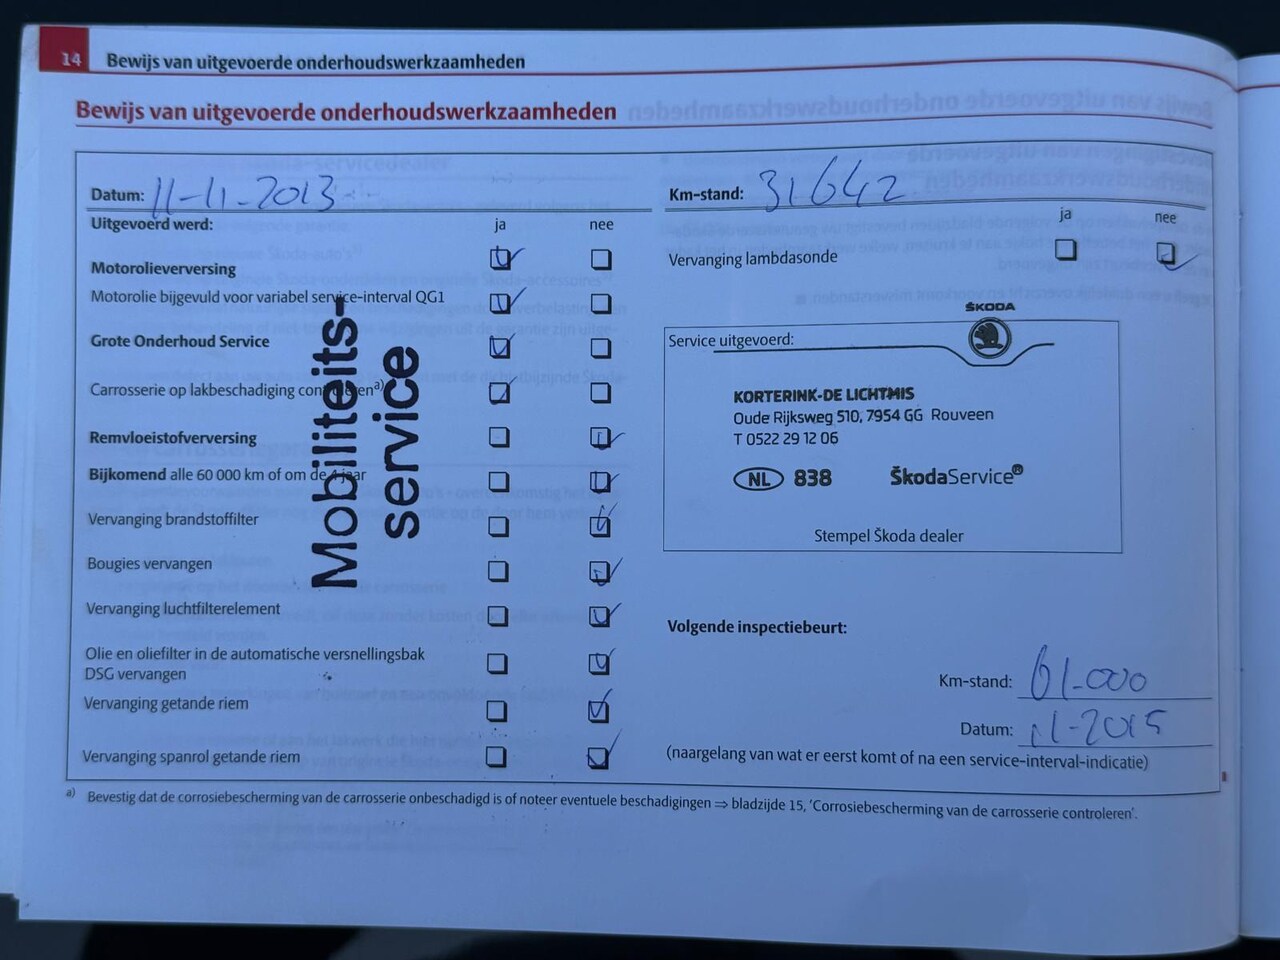 14 Bewijs van uitgevoerde onderhoudswerkzaamheden
Bewijs van uitgevoerde onderhoudswerkzaamheden
Datum: 11-11-2013
Uitgevoerd werd: ja nee
Motorolieverversing
Motorolie bijgevuld voor variabel service-interval QG1
Grote Onderhoud Service
Carrosserie op lakbeschadiging controleren a)
Remvloeistofverversing
Bijkomend alle 60 000 km of om de 4 jaar
Vervanging brandstoffilter
Bougies vervangen
Vervanging luchtfilterelement
Olie en oliefilter in de automatische versnellingsbak
DSG vervangen
Vervanging getande riem
Vervanging spanrol getande riem
Mobiliteits-
service
Km-stand: 31642
ja nee
Vervanging lambdasonde
ŠKODA
Service uitgevoerd:
KORTERINK-DE LICHTMIS
Oude Rijksweg 510, 7954 GG Rouveen
T 0522 29 12 06
NL 838 ŠkodaService®
Stempel Škoda dealer
Volgende inspectiebeurt:
Km-stand: 61-000
Datum: 11-2015
(naargelang van wat er eerst komt of na een service-interval-indicatie)
a) Bevestig dat de corrosiebescherming van de carrosserie onbeschadigd is of noteer eventuele beschadigingen ⇒ bladzijde 15, 'Corrosiebescherming van de carrosserie controleren'.